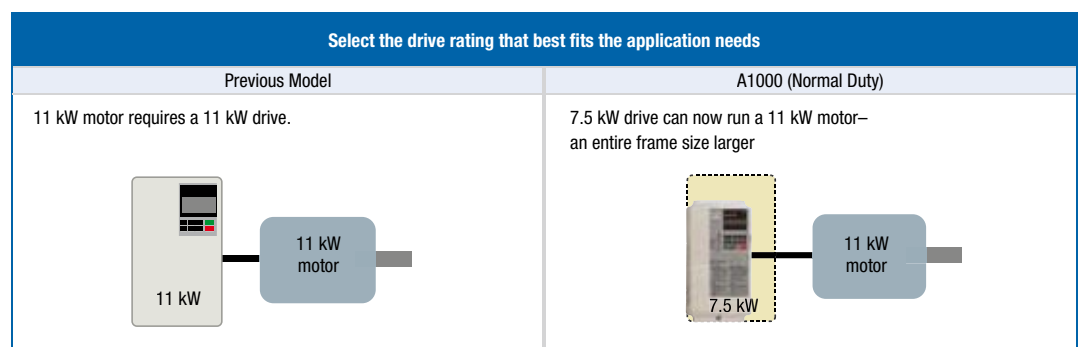 Select the drive rating that best fits the application needs
Previous Model
A1000 (Normal Duty)
11 kW motor requires a 11 kW drive.
7.5 kW drive can now run a 11 kW motor–
an entire frame size larger
11 kW
motor
11 kW
11 kW
motor
7.5 kW